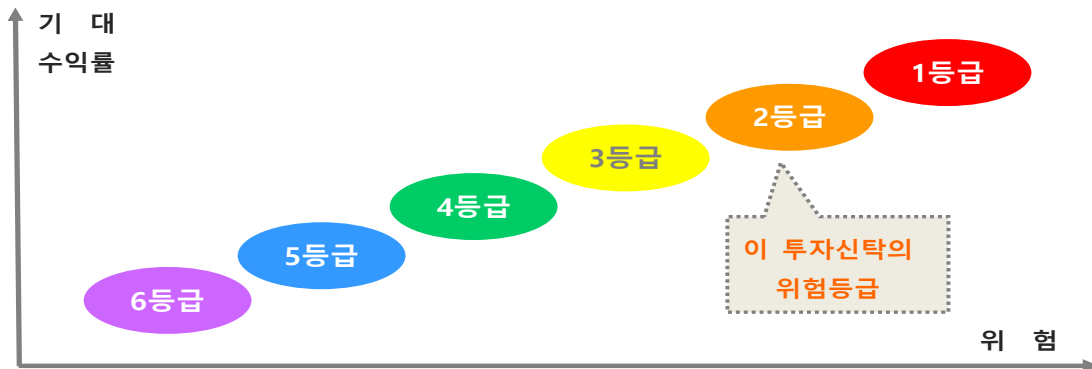 기 대
수익률
1등급
2등급
3등급
4등급
5등급
6등급
이 투자신탁의
위험등급
위 험